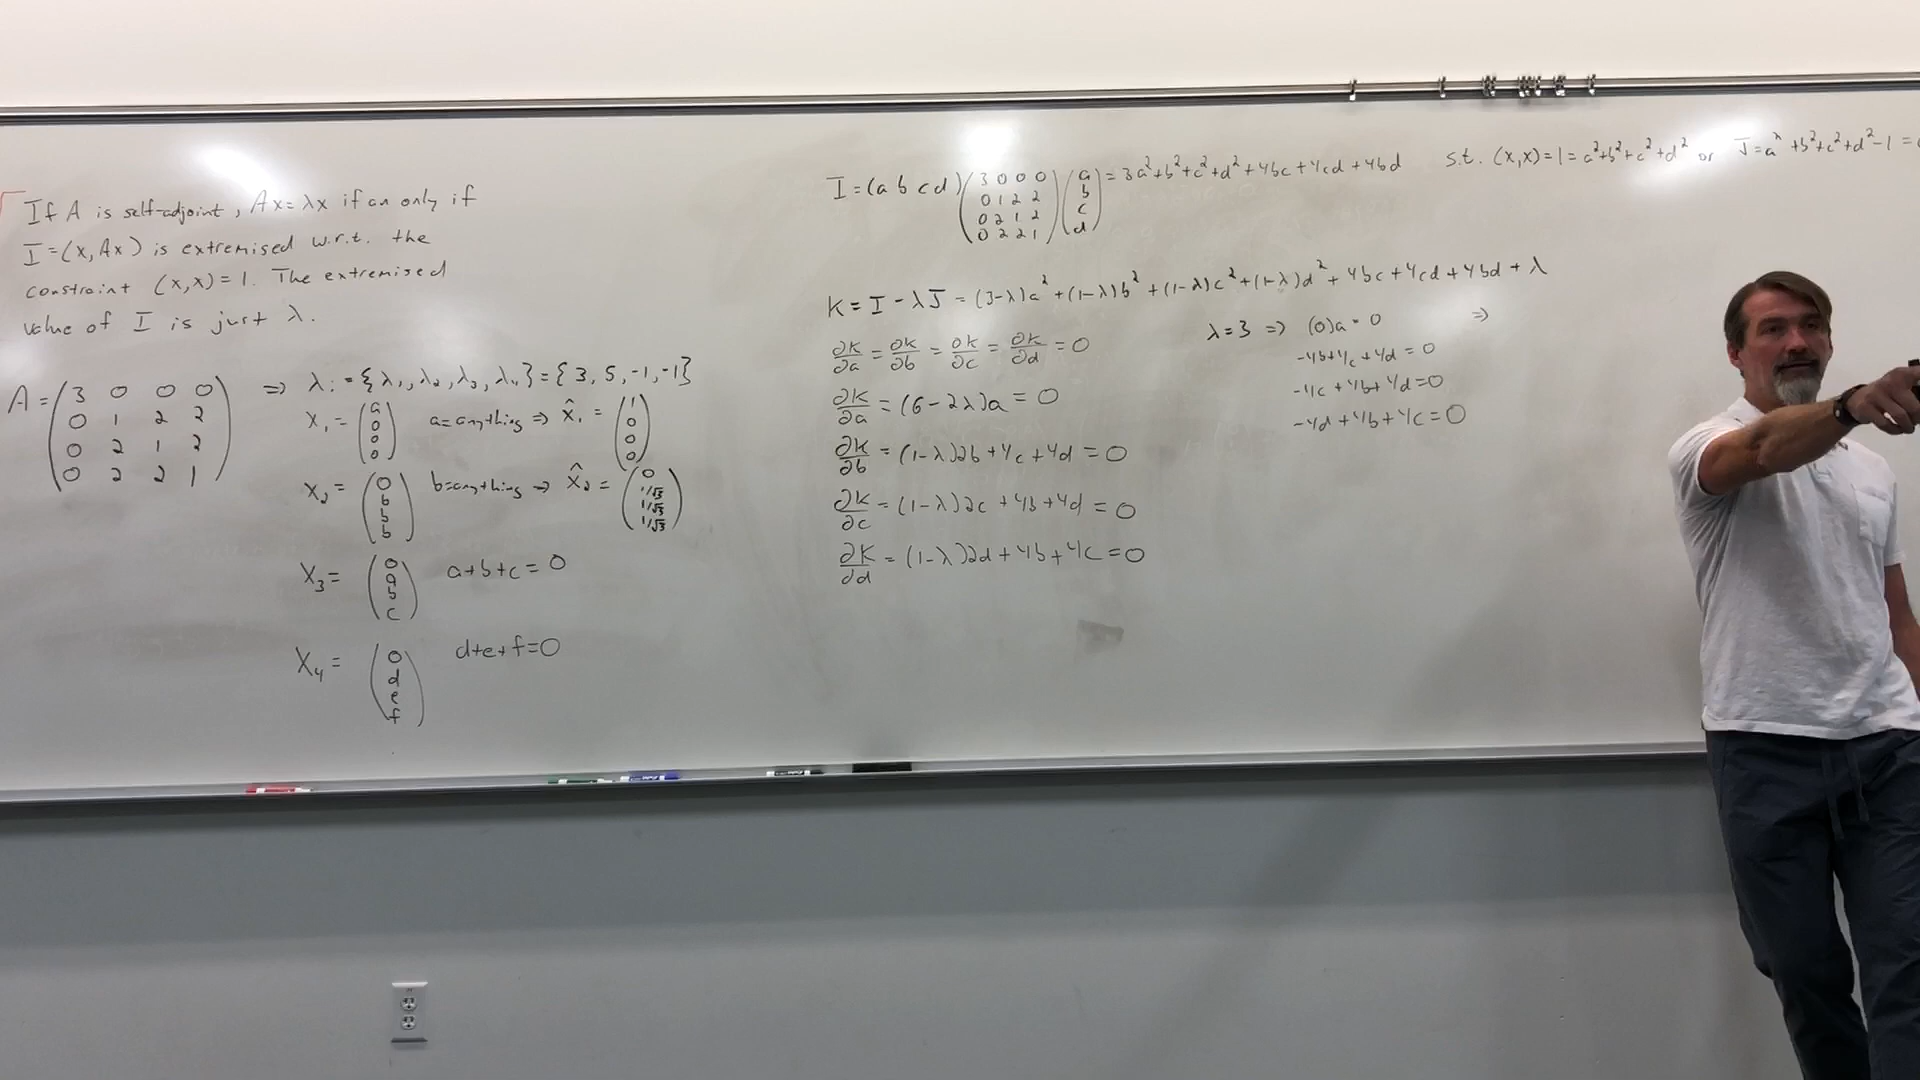 If A is self-adjoint, Ax=λx if an only if
I=(x,Ax) is extremised w.r.t. the
constraint (x,x)=1. The extremised
value of I is just λ.
A = (3 0 0 0
0 1 2 2
0 2 1 2
0 2 2 1) ⇒ λi = {λ1, λ2, λ3, λ4} = {3, 5, -1, -1}
x1 = (a 0 0 0) a=anything ⇒ x̂1 = (1 0 0 0)
x2 = (0 b b b) b=anything ⇒ x̂2 = (0 1/√3 1/√3 1/√3)
x3 = (0 a b c) a+b+c=0
x4 = (0 d e f) d+e+f=0
I = (a b c d) (3 0 0 0
0 1 2 2
0 2 1 2
0 2 2 1) (a b c d) = 3a²+b²+c²+d²+4bc+4cd+4bd s.t. (x,x)=1=a²+b²+c²+d² or J=a²+b²+c²+d²-1=
K = I - λJ = (3-λ)a²+(1-λ)b²+(1-λ)c²+(1-λ)d²+4bc+4cd+4bd+λ
∂K/∂a = ∂K/∂b = ∂K/∂c = ∂K/∂d = 0
∂K/∂a = (6-2λ)a = 0
∂K/∂b = (1-λ)2b+4c+4d = 0
∂K/∂c = (1-λ)2c+4b+4d = 0
∂K/∂d = (1-λ)2d+4b+4c = 0
λ=3 ⇒ (0)a=0 ⇒
-4b+4c+4d=0
-4c+4b+4d=0
-4d+4b+4c=0